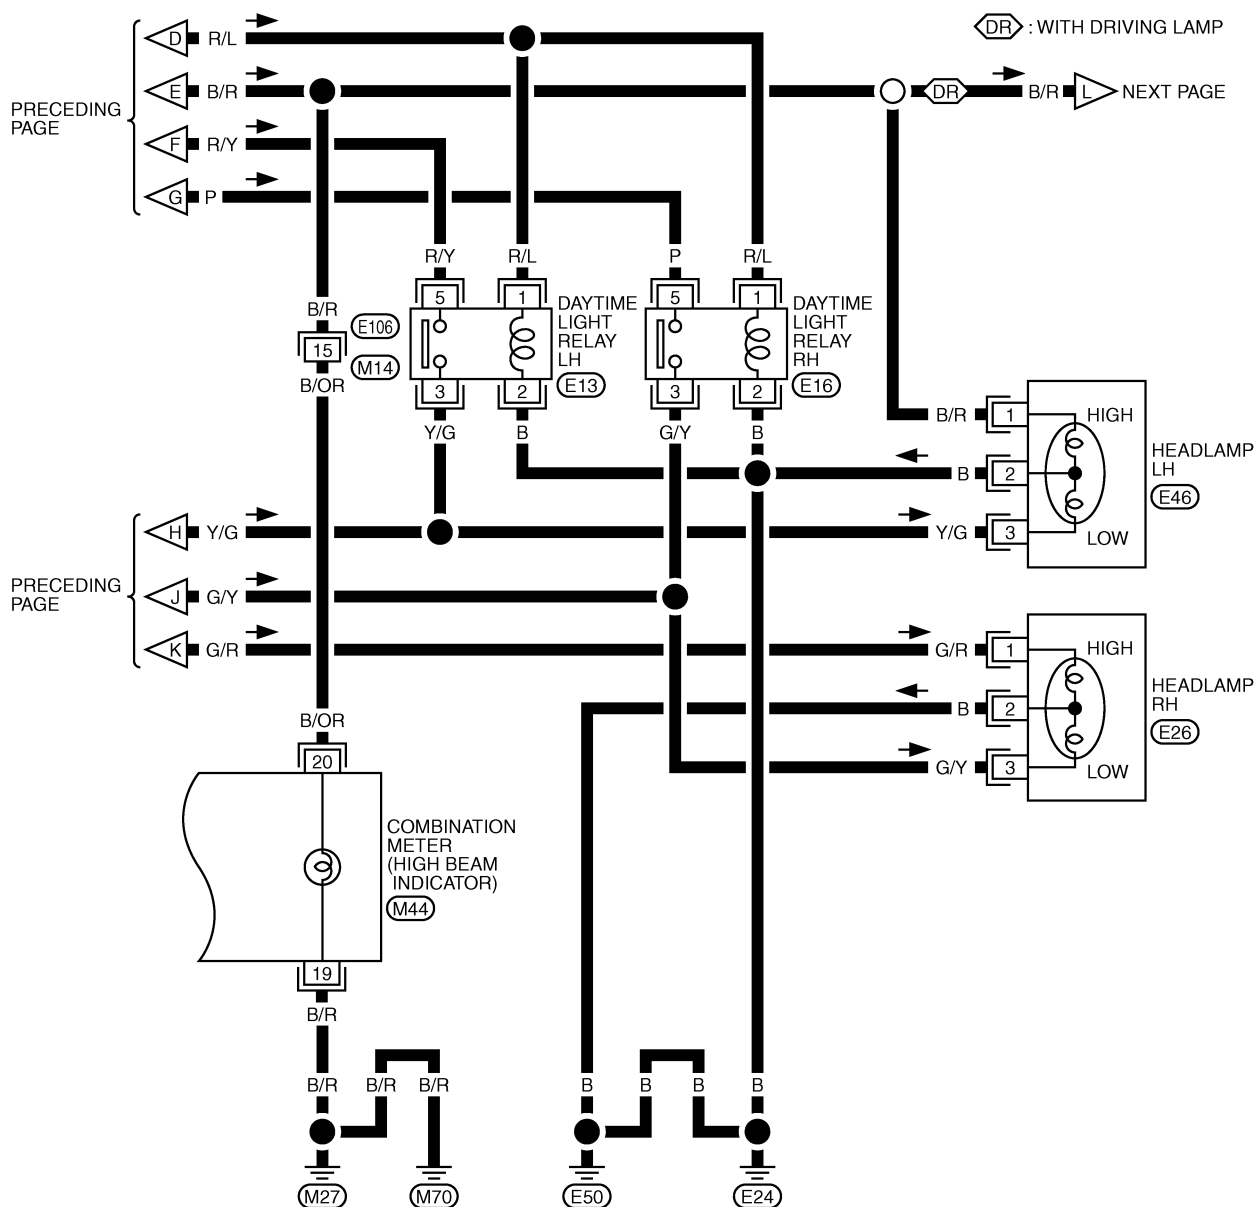 DR : WITH DRIVING LAMP
D R/L
E B/R
DR B/R L NEXT PAGE
PRECEDING
PAGE
F R/Y
G P
R/Y R/L P R/L
5 1 5 1
B/R
15
B/OR
E106
M14
DAYTIME
LIGHT
RELAY
LH
E13
DAYTIME
LIGHT
RELAY
RH
E16
3 2 3 2
Y/G B G/Y B
B/R 1 HIGH
B 2
Y/G 3 LOW
HEADLAMP
LH
E46
H Y/G
PRECEDING
PAGE
J G/Y
K G/R
G/R 1 HIGH
B 2
G/Y 3 LOW
HEADLAMP
RH
E26
B/OR
20
COMBINATION
METER
(HIGH BEAM
INDICATOR)
M44
19
B/R
B/R B/R B/R B B B B
M27 M70 E50 E24